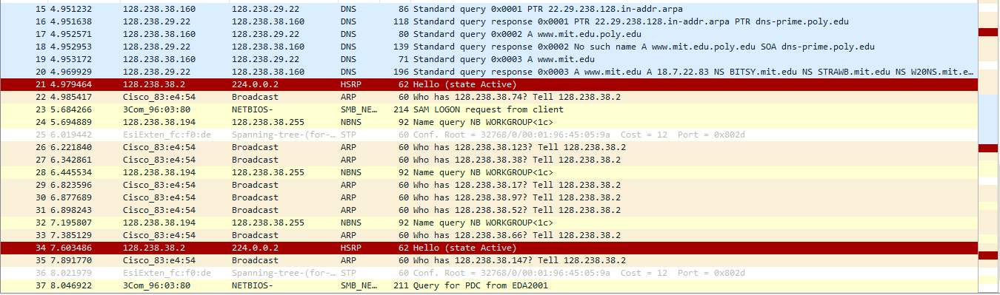 15 4.951232 128.238.38.160 128.238.29.22 DNS 86 Standard query 0x0001 PTR 22.29.238.128.in-addr.arpa
16 4.951638 128.238.29.22 128.238.38.160 DNS 118 Standard query response 0x0001 PTR 22.29.238.128.in-addr.arpa PTR dns-prime.poly.edu
17 4.952571 128.238.38.160 128.238.29.22 DNS 80 Standard query 0x0002 A www.mit.edu.poly.edu
18 4.952953 128.238.29.22 128.238.38.160 DNS 139 Standard query response 0x0002 No such name A www.mit.edu.poly.edu SOA dns-prime.poly.edu
19 4.953172 128.238.38.160 128.238.29.22 DNS 71 Standard query 0x0003 A www.mit.edu
20 4.969929 128.238.29.22 128.238.38.160 DNS 196 Standard query response 0x0003 A www.mit.edu A 18.7.22.83 NS BITSY.mit.edu NS STRAWB.mit.edu NS W20NS.mit.e…
21 4.979464 128.238.38.2 224.0.0.2 HSRP 62 Hello (state Active)
22 4.985417 Cisco_83:e4:54 Broadcast ARP 60 Who has 128.238.38.74? Tell 128.238.38.2
23 5.684266 3Com_96:03:80 NETBIOS- SMB_NE… 214 SAM LOGON request from client
24 5.694889 128.238.38.194 128.238.38.255 NBNS 92 Name query NB WORKGROUP<1c>
25 6.019442 EsiExten_fc:f0:de Spanning-tree-(for-… STP 60 Conf. Root = 32768/0/00:01:96:45:05:9a Cost = 12 Port = 0x802d
26 6.221840 Cisco_83:e4:54 Broadcast ARP 60 Who has 128.238.38.123? Tell 128.238.38.2
27 6.342861 Cisco_83:e4:54 Broadcast ARP 60 Who has 128.238.38.38? Tell 128.238.38.2
28 6.445534 128.238.38.194 128.238.38.255 NBNS 92 Name query NB WORKGROUP<1c>
29 6.823596 Cisco_83:e4:54 Broadcast ARP 60 Who has 128.238.38.17? Tell 128.238.38.2
30 6.877689 Cisco_83:e4:54 Broadcast ARP 60 Who has 128.238.38.97? Tell 128.238.38.2
31 6.898243 Cisco_83:e4:54 Broadcast ARP 60 Who has 128.238.38.52? Tell 128.238.38.2
32 7.195807 128.238.38.194 128.238.38.255 NBNS 92 Name query NB WORKGROUP<1c>
33 7.385129 Cisco_83:e4:54 Broadcast ARP 60 Who has 128.238.38.66? Tell 128.238.38.2
34 7.603486 128.238.38.2 224.0.0.2 HSRP 62 Hello (state Active)
35 7.891770 Cisco_83:e4:54 Broadcast ARP 60 Who has 128.238.38.147? Tell 128.238.38.2
36 8.021979 EsiExten_fc:f0:de Spanning-tree-(for-… STP 60 Conf. Root = 32768/0/00:01:96:45:05:9a Cost = 12 Port = 0x802d
37 8.046922 3Com_96:03:80 NETBIOS- SMB_NE… 211 Query for PDC from EDA2001